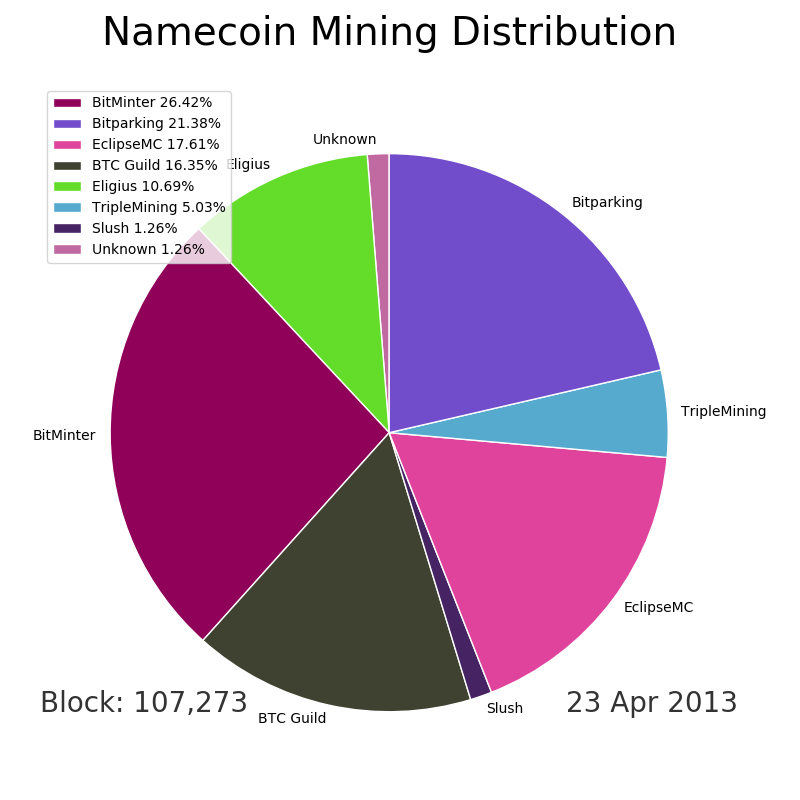 Namecoin Mining Distribution
BitMinter 26.42%
Bitparking 21.38%
EclipseMC 17.61%
BTC Guild 16.35%
Eligius 10.69%
TripleMining 5.03%
Slush 1.26%
Unknown 1.26%
Unknown
Eligius
Bitparking
TripleMining
BitMinter
EclipseMC
Slush
BTC Guild
Block: 107,273
23 Apr 2013